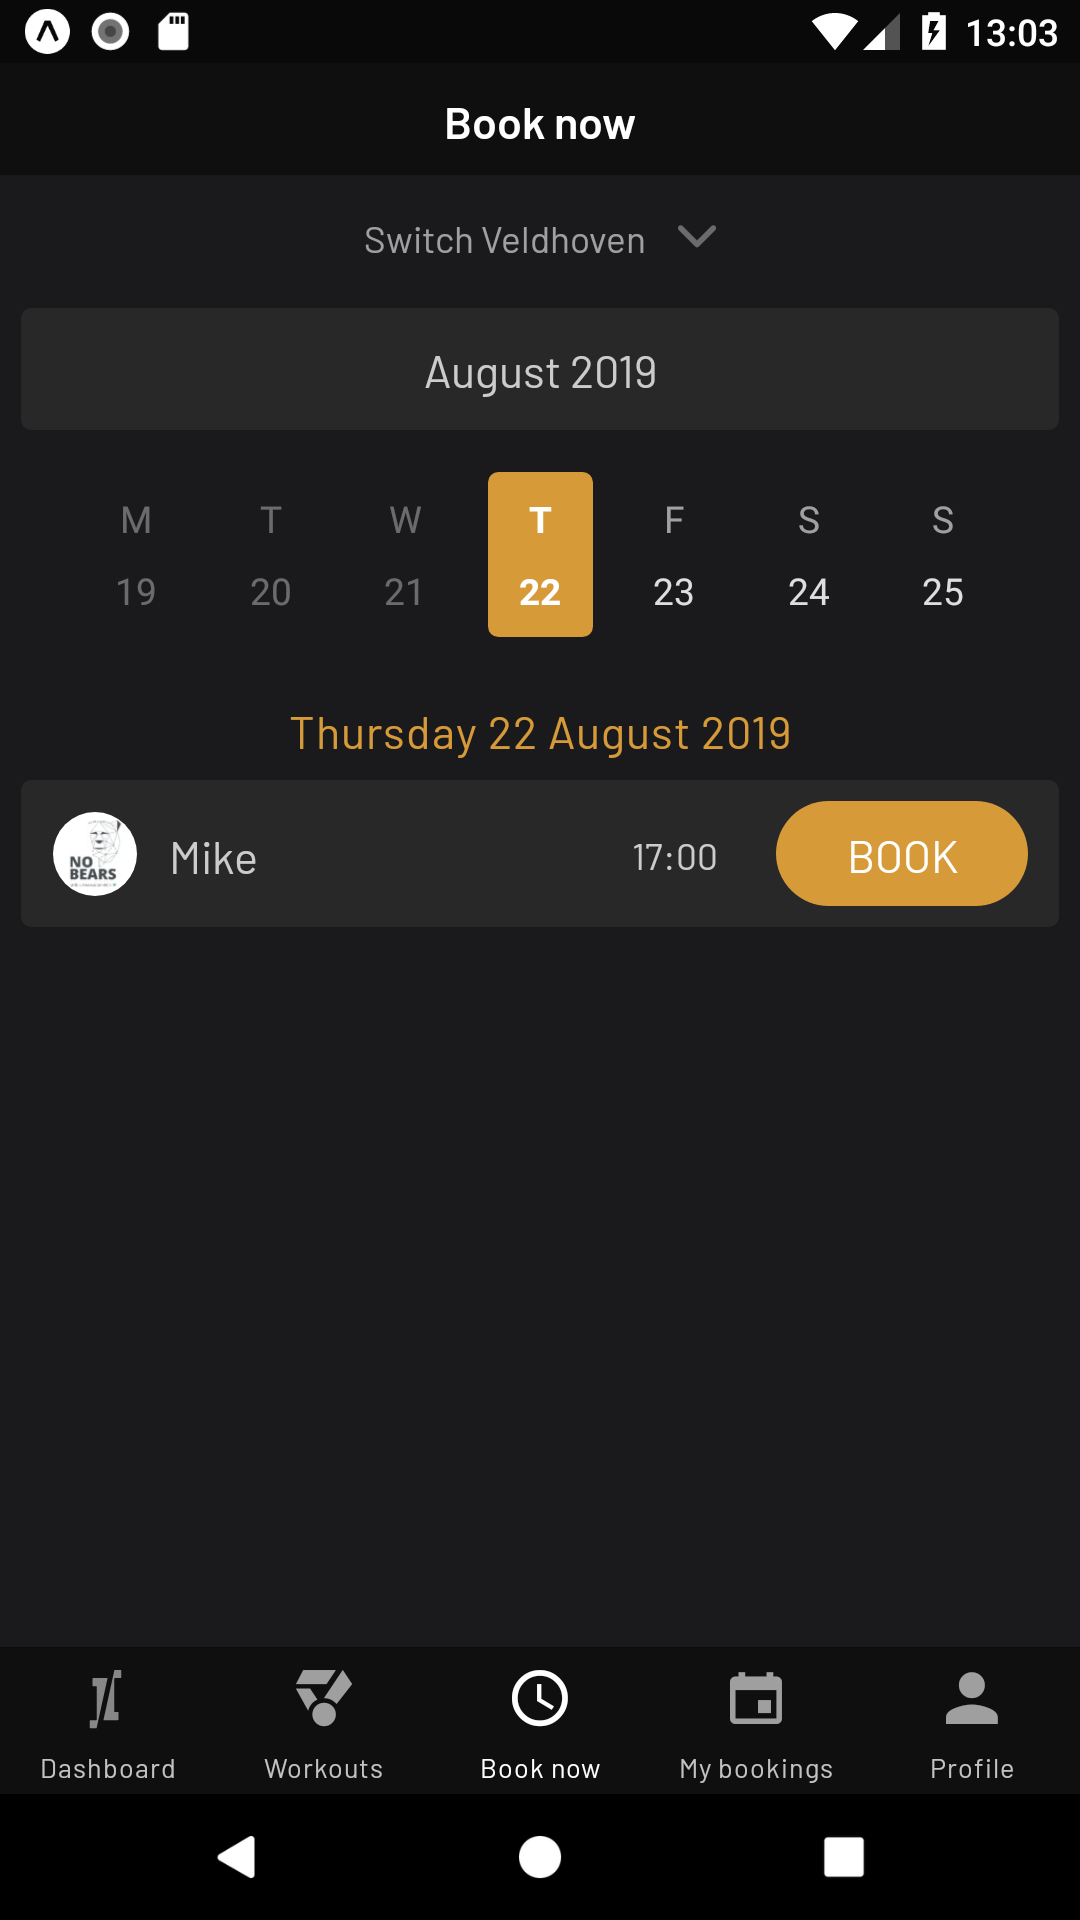 13:03
Book now
Switch Veldhoven
August 2019
M T W T F S S
19 20 21 22 23 24 25
Thursday 22 August 2019
NO
BEARS
Mike 17:00 BOOK
Dashboard Workouts Book now My bookings Profile